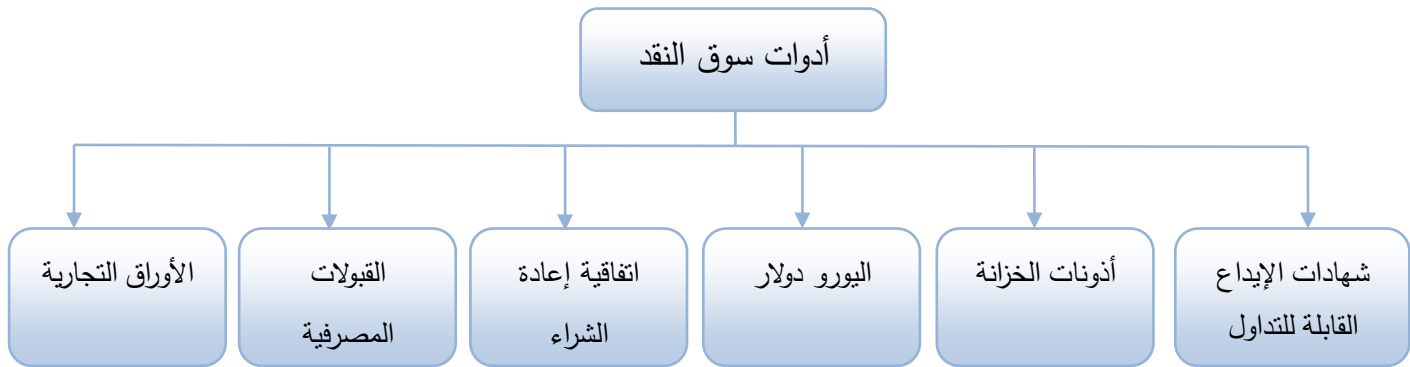 أدوات سوق النقد
شهادات الإيداع
القابلة للتداول
أذونات الخزانة
اليورو دولار
اتفاقية إعادة
الشراء
القبولات
المصرفية
الأوراق التجارية